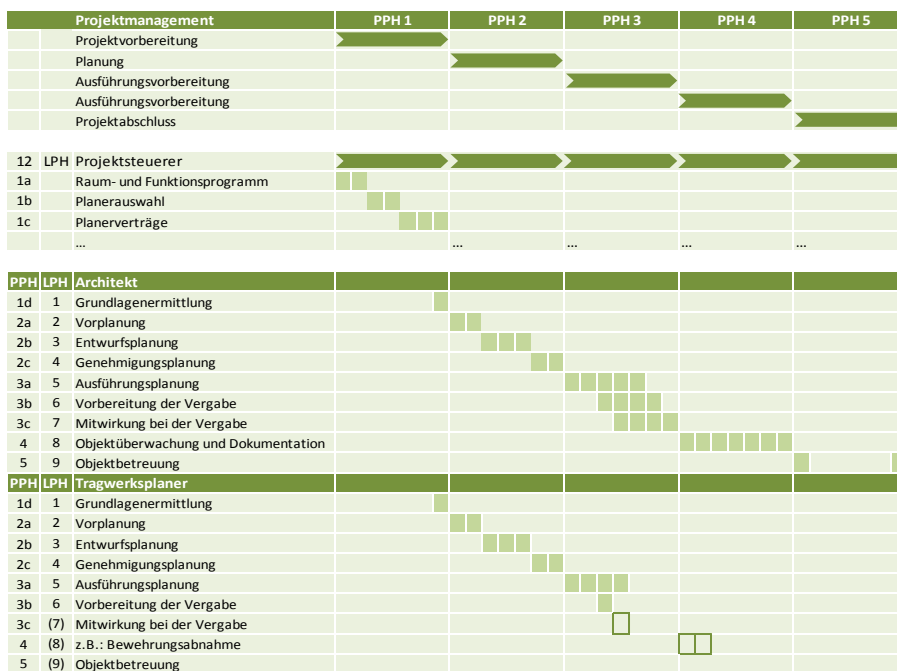 Projektmanagement PPH 1 PPH 2 PPH 3 PPH 4 PPH 5
Projektvorbereitung
Planung
Ausführungsvorbereitung
Ausführungsvorbereitung
Projektabschluss
12 LPH Projektsteuerer
1a Raum- und Funktionsprogramm
1b Planerauswahl
1c Planerverträge
... ... ... ... ...
PPH LPH Architekt
1d 1 Grundlagenermittlung
2a 2 Vorplanung
2b 3 Entwurfsplanung
2c 4 Genehmigungsplanung
3a 5 Ausführungsplanung
3b 6 Vorbereitung der Vergabe
3c 7 Mitwirkung bei der Vergabe
4 8 Objektüberwachung und Dokumentation
5 9 Objektbetreuung
PPH LPH Tragwerksplaner
1d 1 Grundlagenermittlung
2a 2 Vorplanung
2b 3 Entwurfsplanung
2c 4 Genehmigungsplanung
3a 5 Ausführungsplanung
3b 6 Vorbereitung der Vergabe
3c (7) Mitwirkung bei der Vergabe
4 (8) z.B.: Bewehrungsabnahme
5 (9) Objektbetreuung